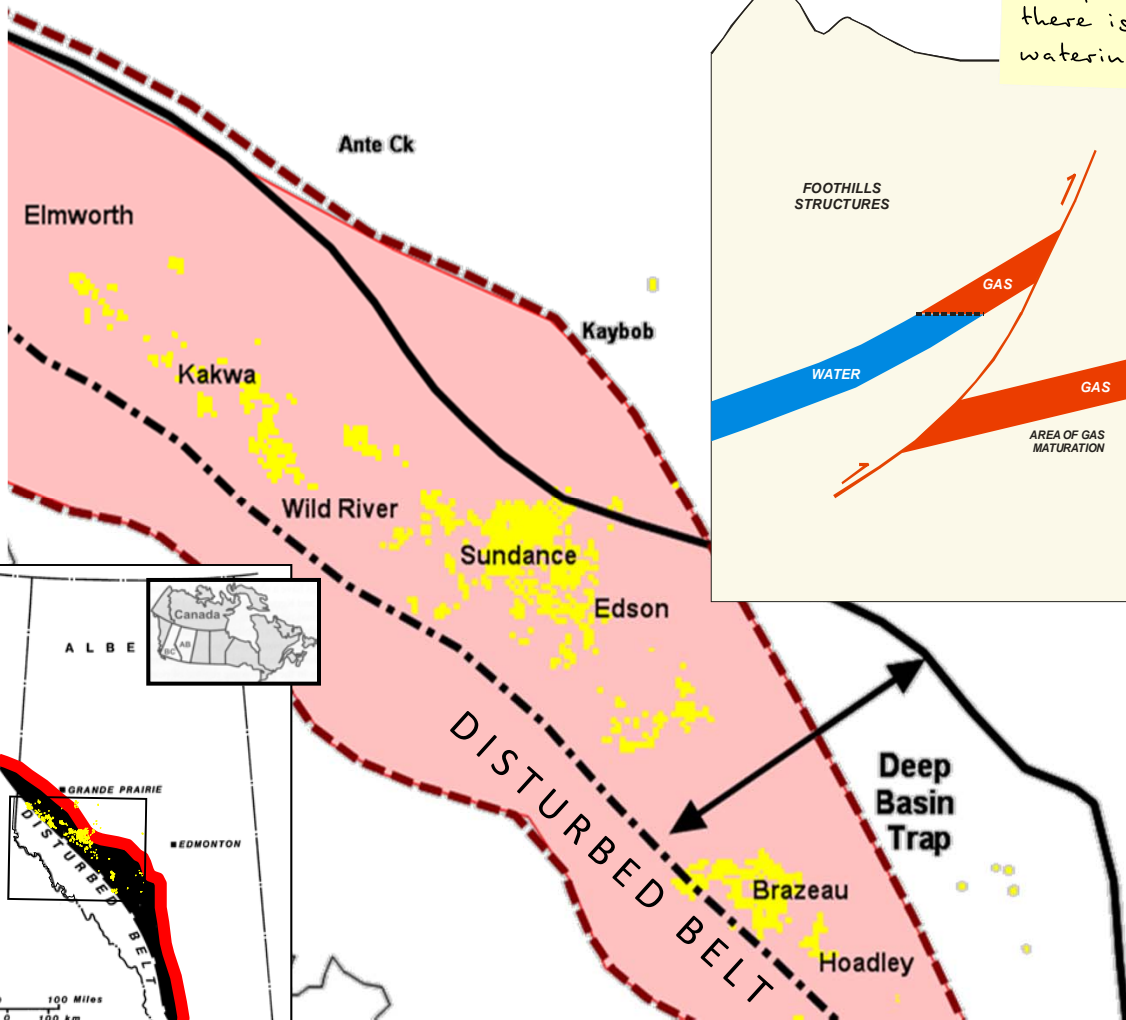 there is
waterin
Ante Ck
FOOTHILLS
STRUCTURES
Elmworth
GAS
Kaybob
WATER
Kakwa
GAS
AREA OF GAS
MATURATION
Wild River
Sundance
Edson
DISTURBED BELT
Deep
Basin
Trap
Brazeau
Hoadley
Canada
BC
AB
A L B E
GRANDE PRAIRIE
EDMONTON
DISTURBED BELT
0 100 Miles
0 100 km